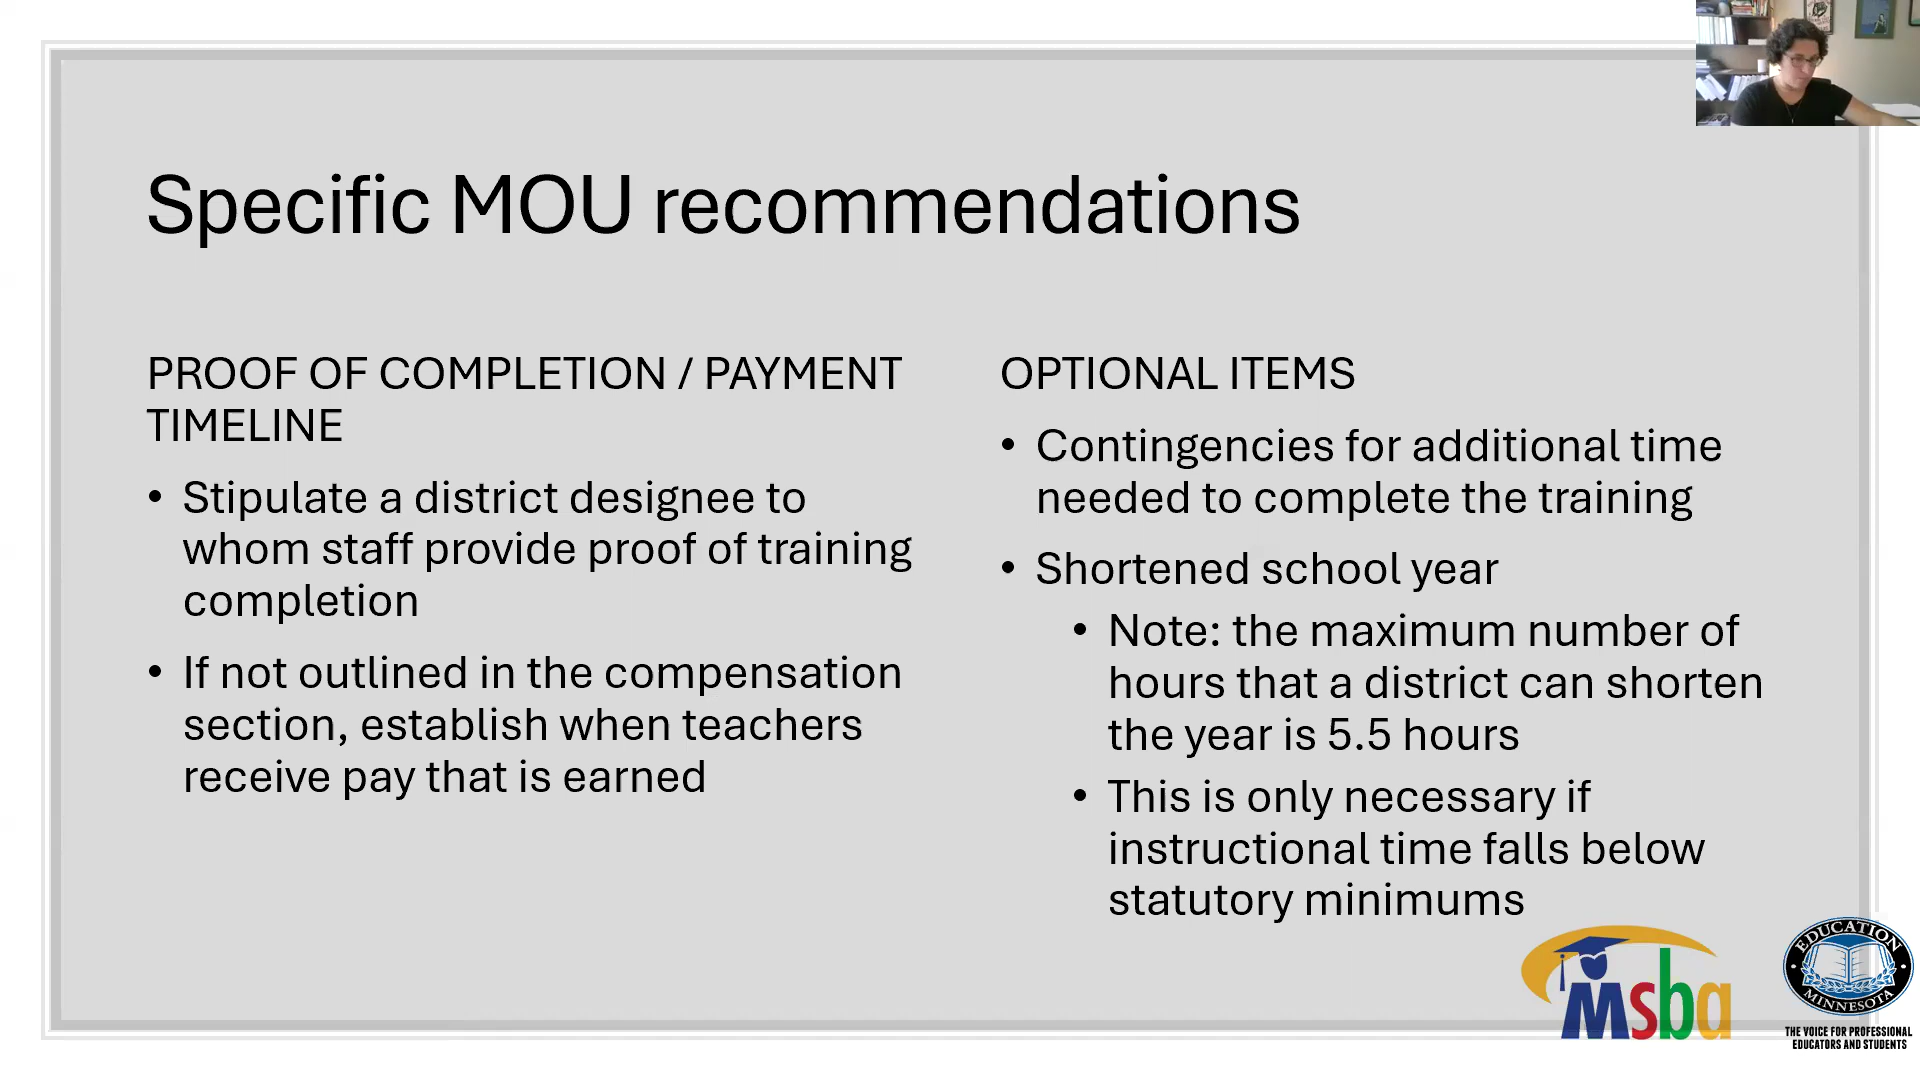 Specific MOU recommendations
PROOF OF COMPLETION / PAYMENT
TIMELINE
• Stipulate a district designee to
whom staff provide proof of training
completion
• If not outlined in the compensation
section, establish when teachers
receive pay that is earned
OPTIONAL ITEMS
• Contingencies for additional time
needed to complete the training
• Shortened school year
• Note: the maximum number of
hours that a district can shorten
the year is 5.5 hours
• This is only necessary if
instructional time falls below
statutory minimums
msba
EDUCATION
MINNESOTA
THE VOICE FOR PROFESSIONAL
EDUCATORS AND STUDENTS